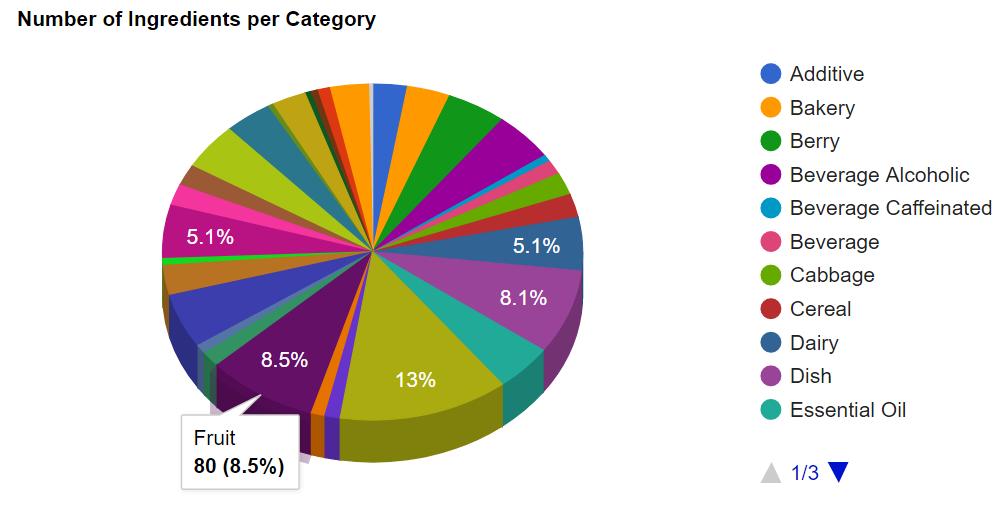 Number of Ingredients per Category
Additive
Bakery
Berry
Beverage Alcoholic
Beverage Caffeinated
Beverage
Cabbage
Cereal
Dairy
Dish
Essential Oil
1/3
5.1%
5.1%
8.1%
8.5%
13%
Fruit
80 (8.5%)